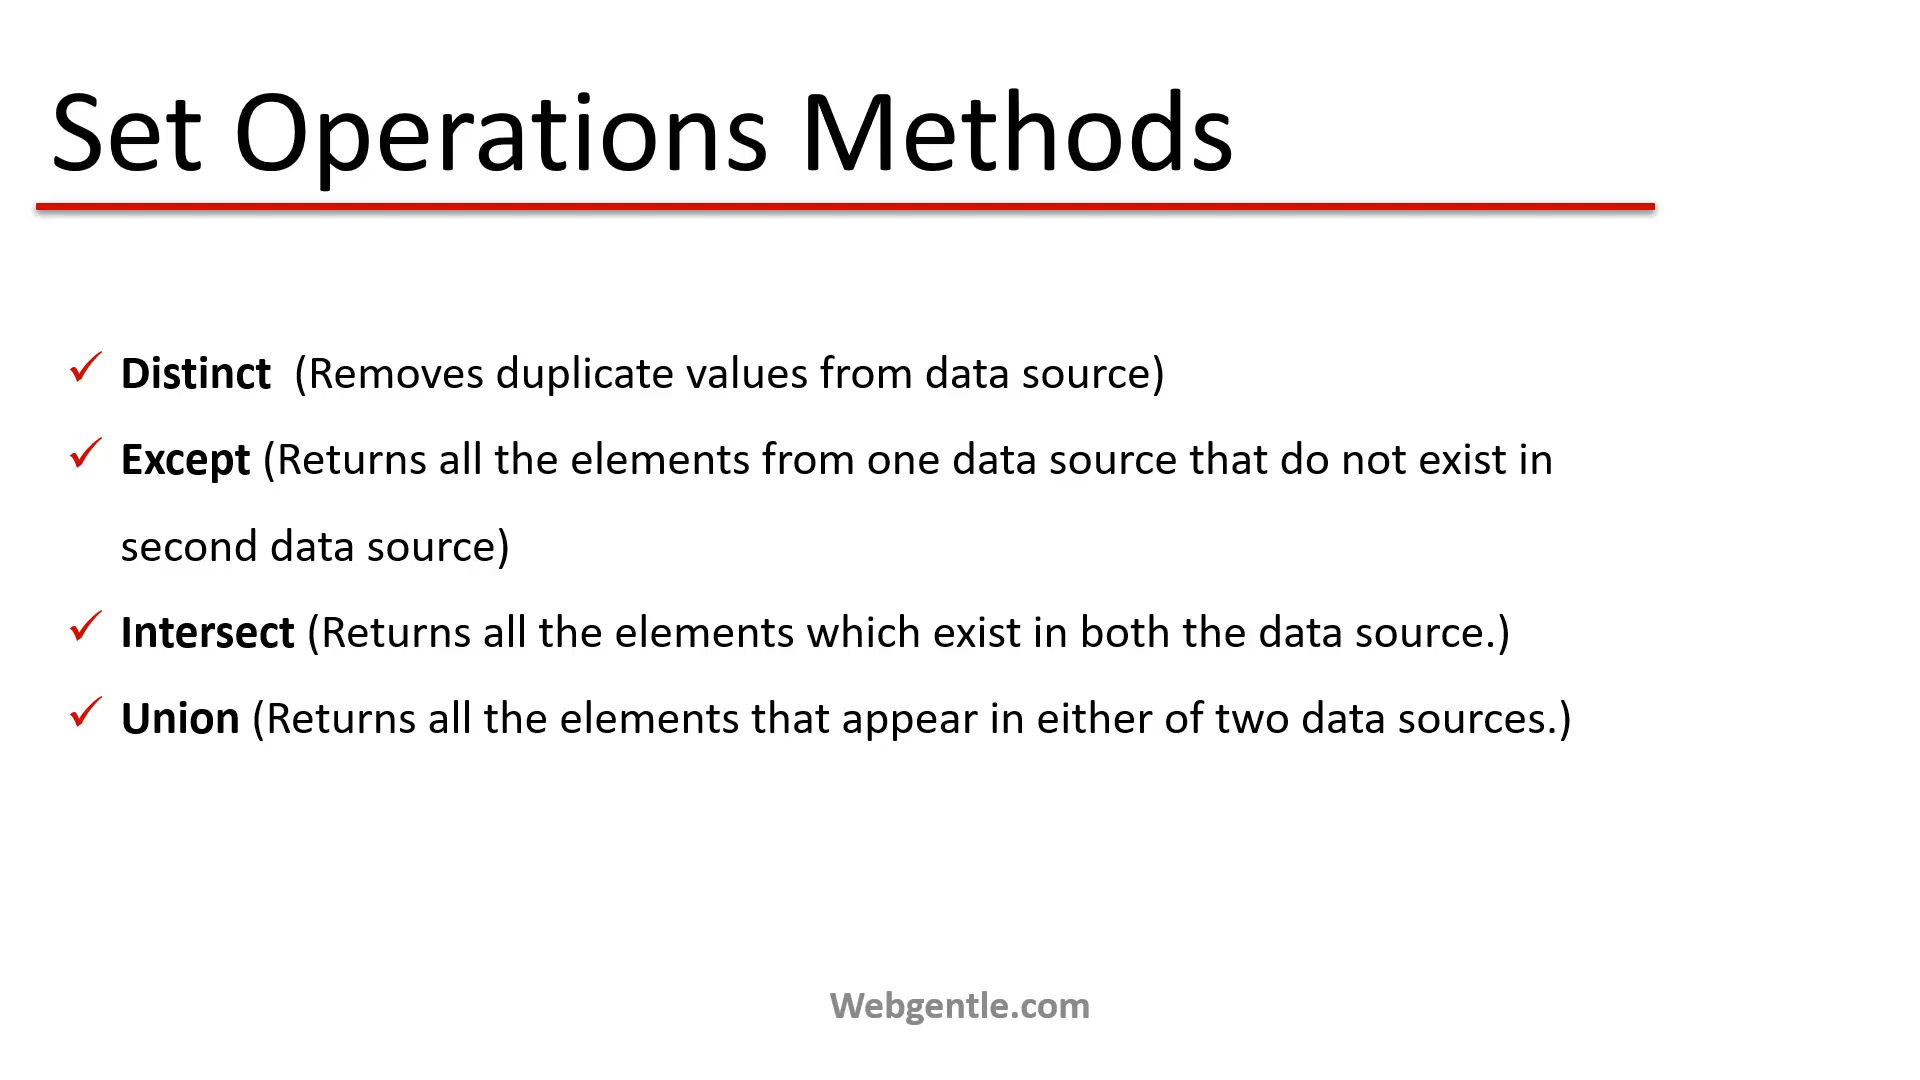 Set Operations Methods
✓ Distinct (Removes duplicate values from data source)
✓ Except (Returns all the elements from one data source that do not exist in
second data source)
✓ Intersect (Returns all the elements which exist in both the data source.)
✓ Union (Returns all the elements that appear in either of two data sources.)
Webgentle.com